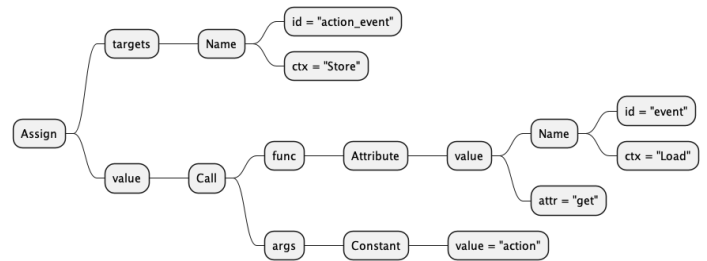 Assign
targets
Name
id = "action_event"
ctx = "Store"
value
Call
func
Attribute
value
Name
id = "event"
ctx = "Load"
attr = "get"
args
Constant
value = "action"